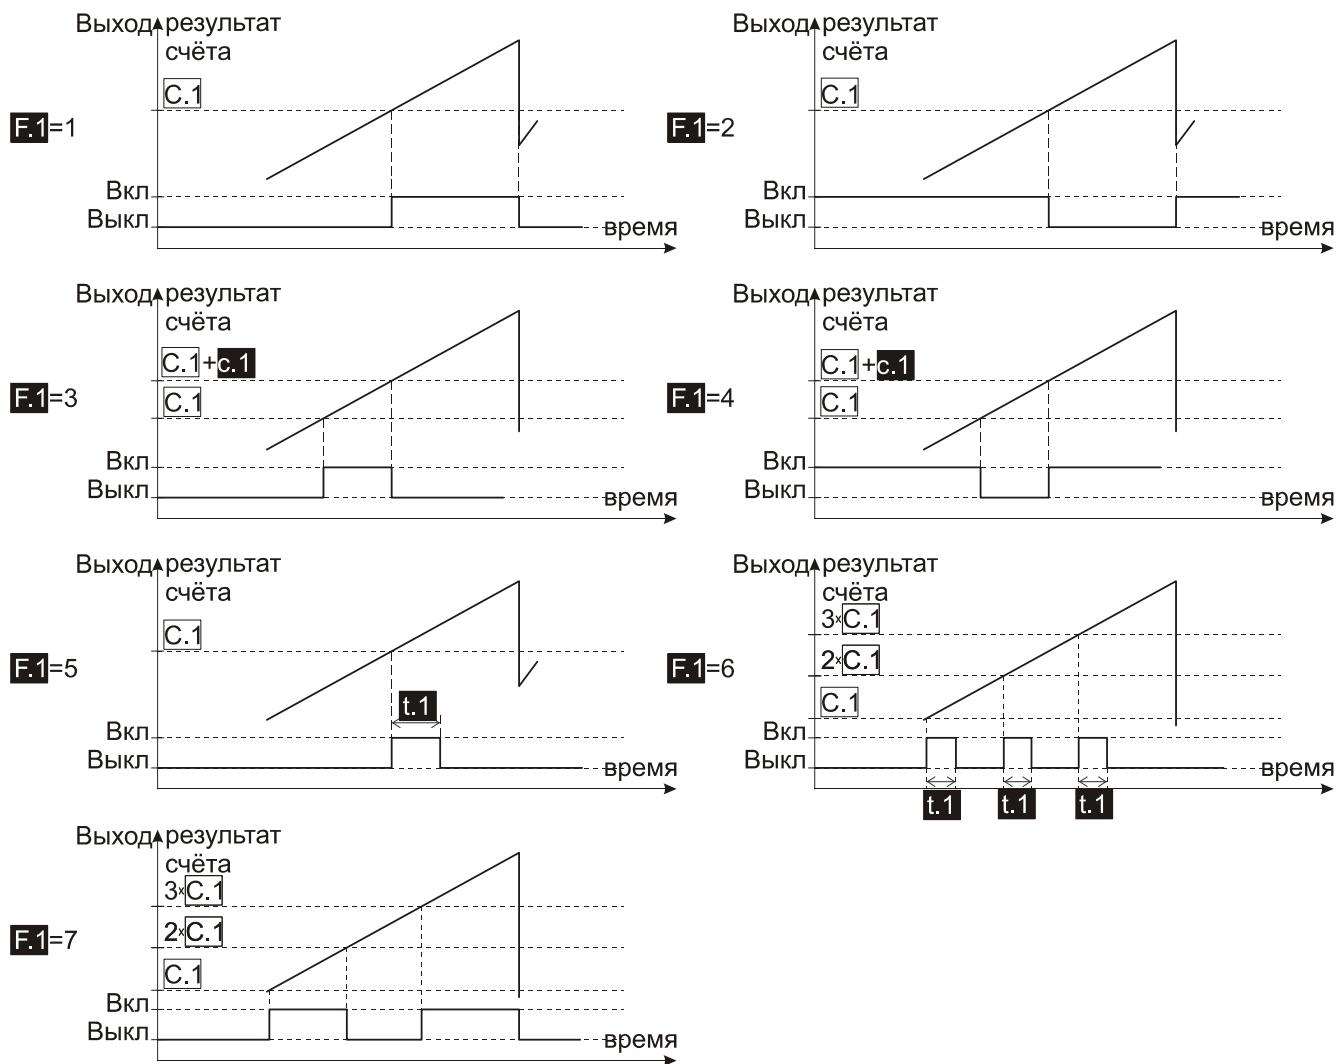 Выход результат
счёта
C.1
F.1=1
Вкл
Выкл
время
Выход результат
счёта
C.1
F.1=2
Вкл
Выкл
время
Выход результат
счёта
C.1+c.1
C.1
F.1=3
Вкл
Выкл
время
Выход результат
счёта
C.1+c.1
C.1
F.1=4
Вкл
Выкл
время
Выход результат
счёта
C.1
F.1=5
t.1
Вкл
Выкл
время
Выход результат
счёта
3×C.1
2×C.1
F.1=6
C.1
Вкл
Выкл
время
t.1 t.1 t.1
Выход результат
счёта
3×C.1
2×C.1
F.1=7
C.1
Вкл
Выкл
время